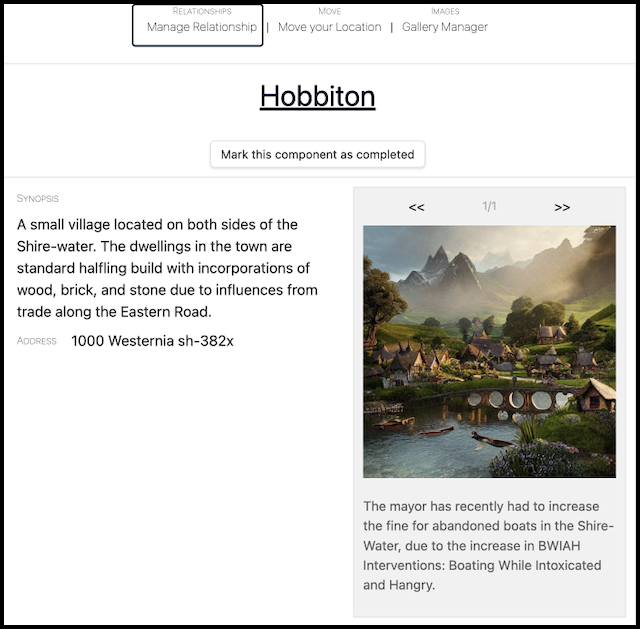 Relationships Move Images
Manage Relationship | Move your Location | Gallery Manager
Hobbiton
Mark this component as completed
Synopsis
A small village located on both sides of the
Shire-water. The dwellings in the town are
standard halfling build with incorporations of
wood, brick, and stone due to influences from
trade along the Eastern Road.
Address 1000 Westernia sh-382x
<< 1/1 >>
The mayor has recently had to increase
the fine for abandoned boats in the Shire-
Water, due to the increase in BWIAH
Interventions: Boating While Intoxicated
and Hangry.